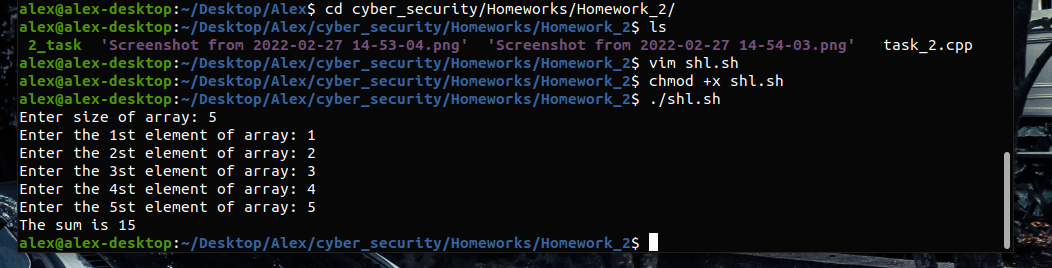 alex@alex-desktop:~/Desktop/Alex$ cd cyber_security/Homeworks/Homework_2/
alex@alex-desktop:~/Desktop/Alex/cyber_security/Homeworks/Homework_2$ ls
2_task  'Screenshot from 2022-02-27 14-53-04.png'  'Screenshot from 2022-02-27 14-54-03.png'   task_2.cpp
alex@alex-desktop:~/Desktop/Alex/cyber_security/Homeworks/Homework_2$ vim shl.sh
alex@alex-desktop:~/Desktop/Alex/cyber_security/Homeworks/Homework_2$ chmod +x shl.sh
alex@alex-desktop:~/Desktop/Alex/cyber_security/Homeworks/Homework_2$ ./shl.sh
Enter size of array: 5
Enter the 1st element of array: 1
Enter the 2st element of array: 2
Enter the 3st element of array: 3
Enter the 4st element of array: 4
Enter the 5st element of array: 5
The sum is 15
alex@alex-desktop:~/Desktop/Alex/cyber_security/Homeworks/Homework_2$